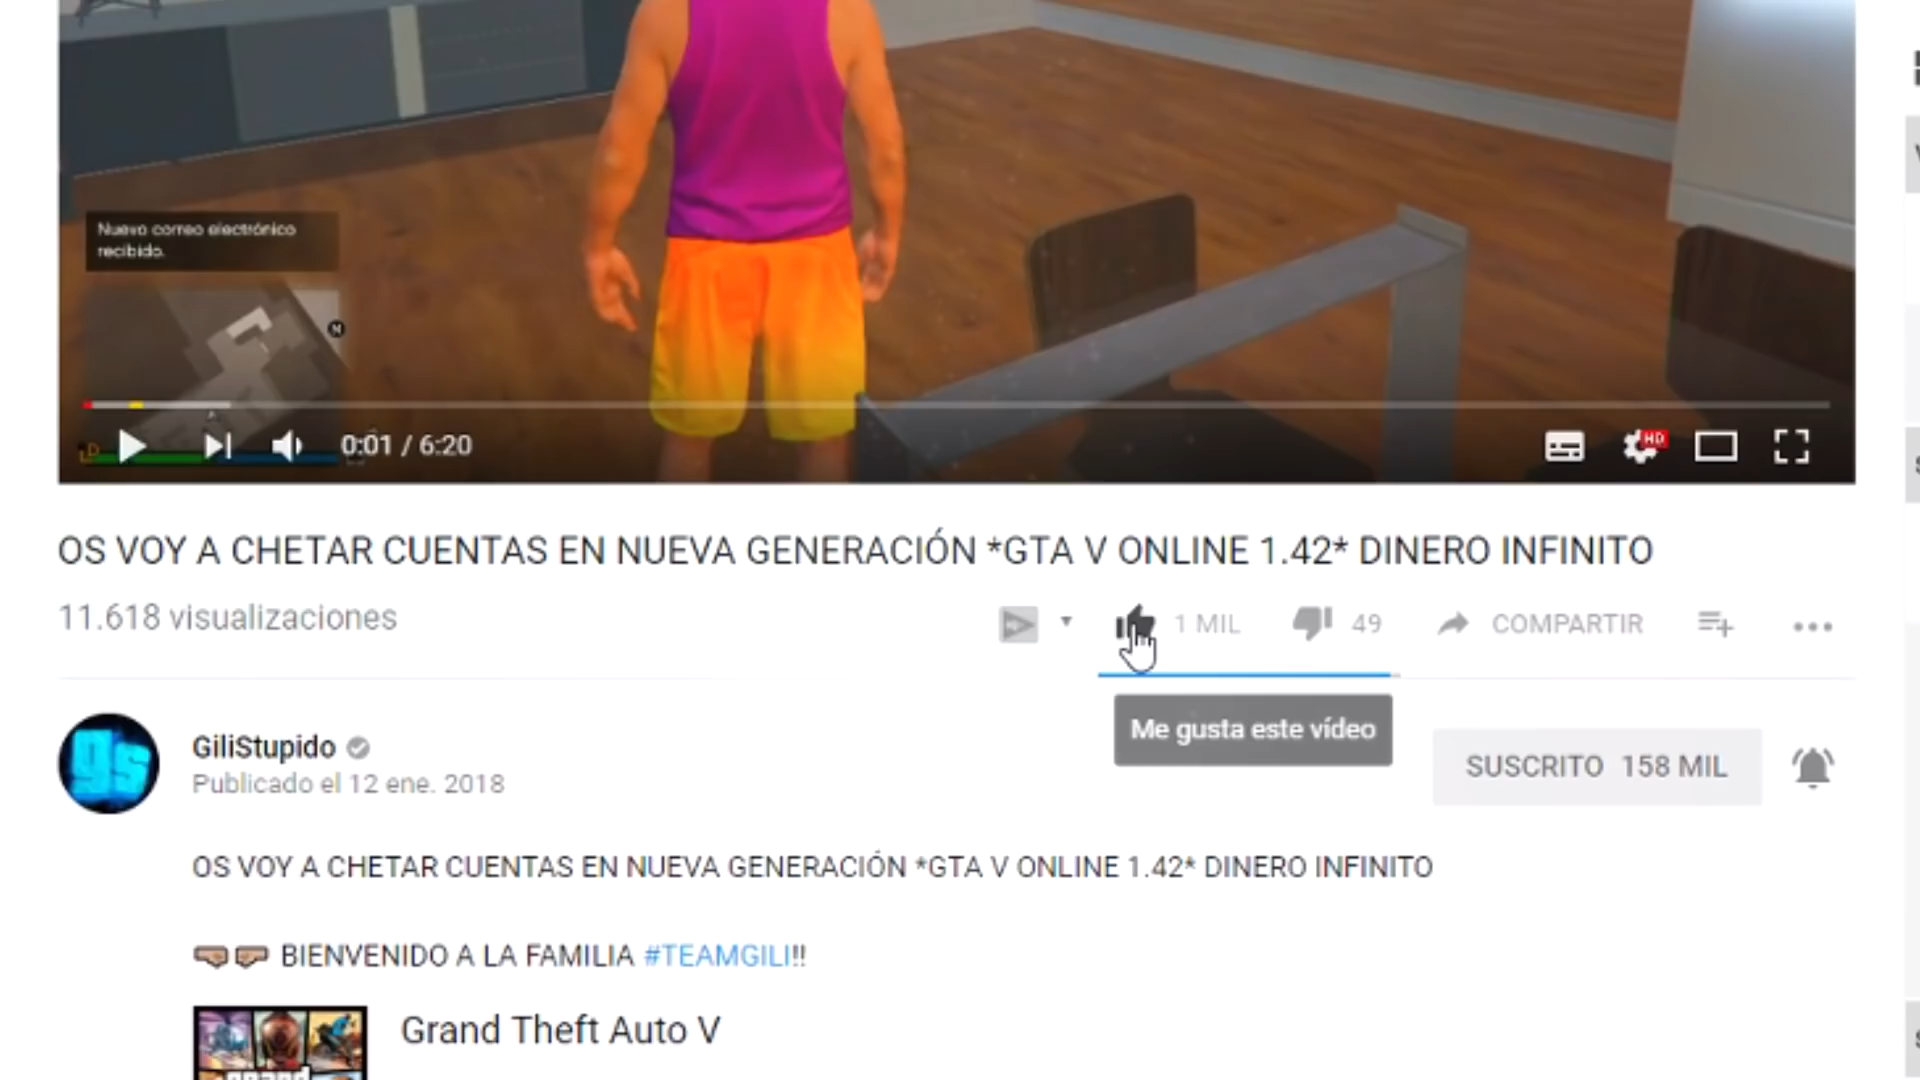 Nuevo correo electrónico
recibido.
N
0:01 / 6:20
HD
OS VOY A CHETAR CUENTAS EN NUEVA GENERACIÓN *GTA V ONLINE 1.42* DINERO INFINITO
11.618 visualizaciones
1 MIL
49
COMPARTIR
Me gusta este vídeo
gs
GiliStupido
Publicado el 12 ene. 2018
SUSCRITO 158 MIL
OS VOY A CHETAR CUENTAS EN NUEVA GENERACIÓN *GTA V ONLINE 1.42* DINERO INFINITO
BIENVENIDO A LA FAMILIA #TEAMGILI!!
Grand Theft Auto V